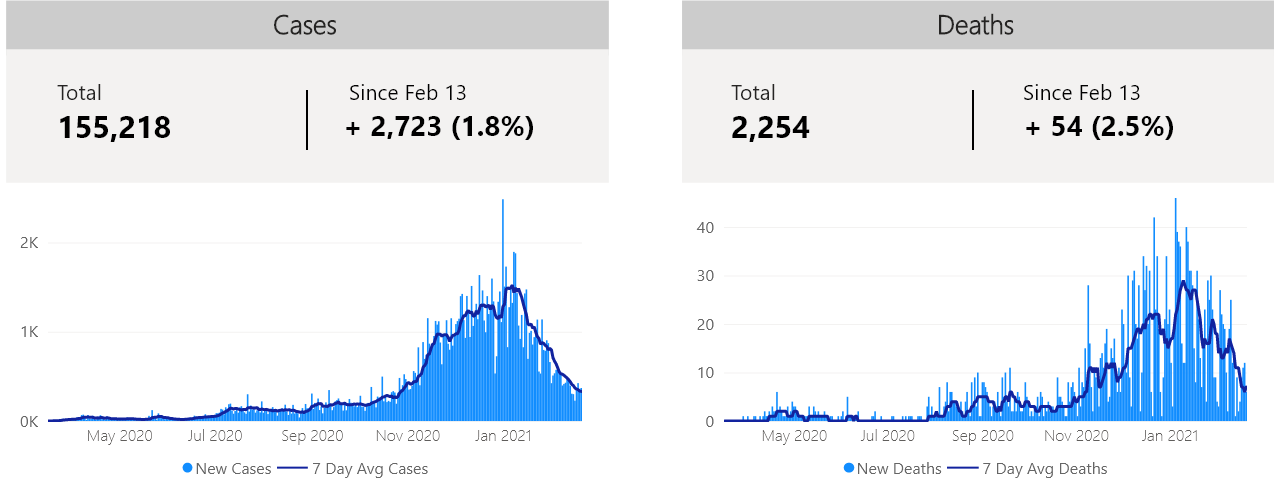 Cases
Total
Since Feb 13
155,218
+ 2,723 (1.8%)
2K
1K
0K
May 2020
Jul 2020
Sep 2020
Nov 2020
Jan 2021
New Cases
7 Day Avg Cases
Deaths
Total
Since Feb 13
2,254
+ 54 (2.5%)
40
30
20
10
0
May 2020
Jul 2020
Sep 2020
Nov 2020
Jan 2021
New Deaths
7 Day Avg Deaths